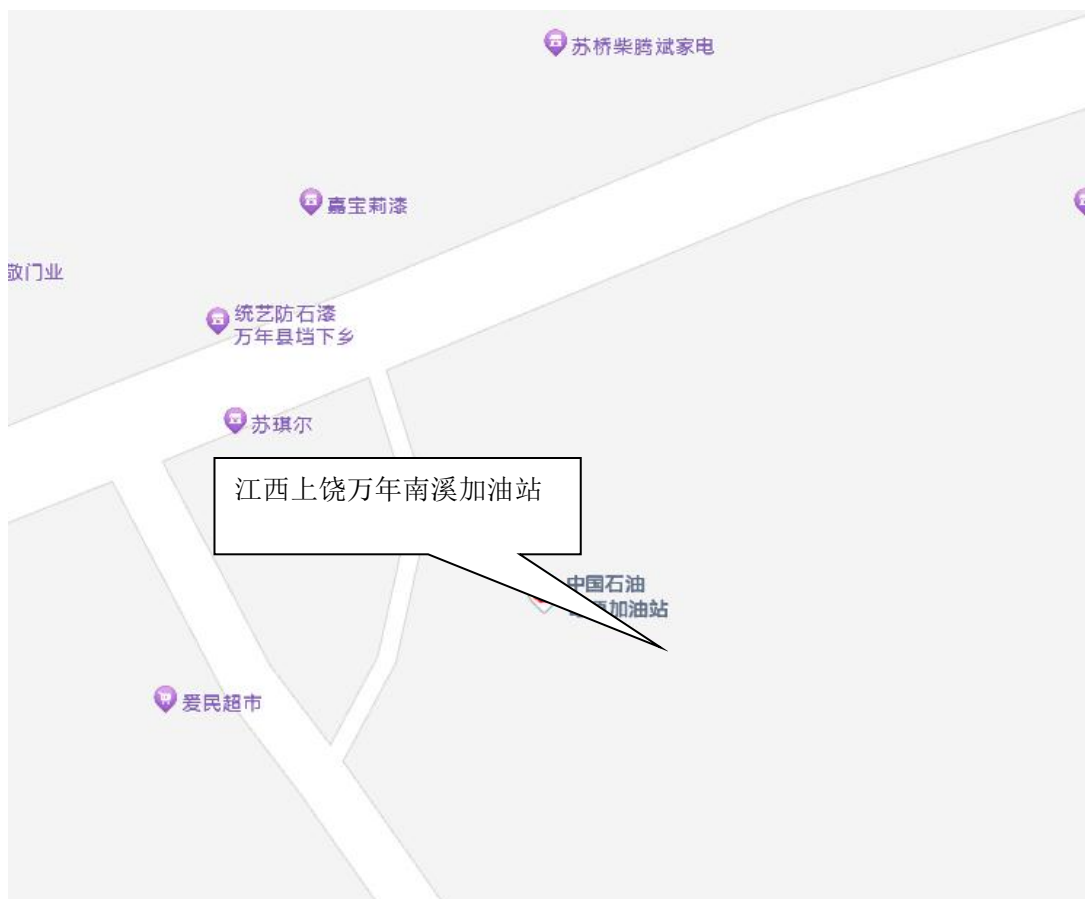 苏桥柴腾斌家电
嘉宝莉漆
敬门业
统艺防石漆
万年县垱下乡
苏琪尔
江西上饶万年南溪加油站
中国石油
加油站
爱民超市